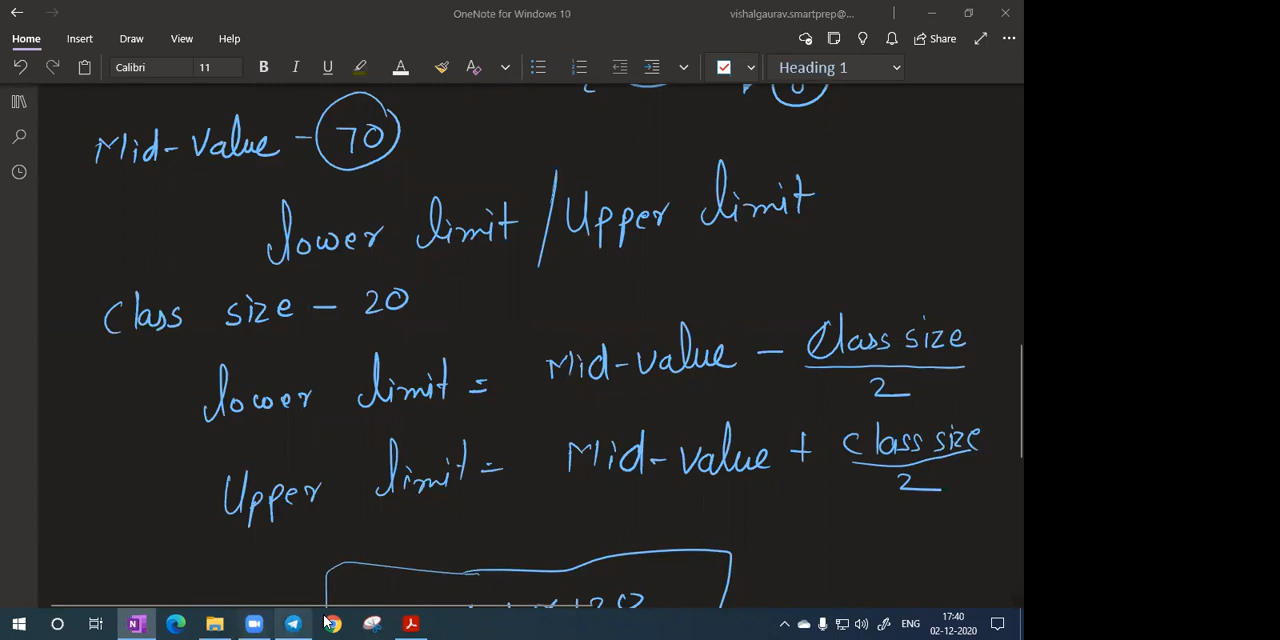 OneNote for Windows 10
vishalgaurav.smartprep@...
Home Insert Draw View Help
Share
Calibri 11 B I U A A Heading 1
Mid-value - 70
lower limit / Upper limit
Class size - 20
lower limit = Mid-value - Class size
2
Upper limit = Mid-value + class size
2
17:40
ENG
02-12-2020